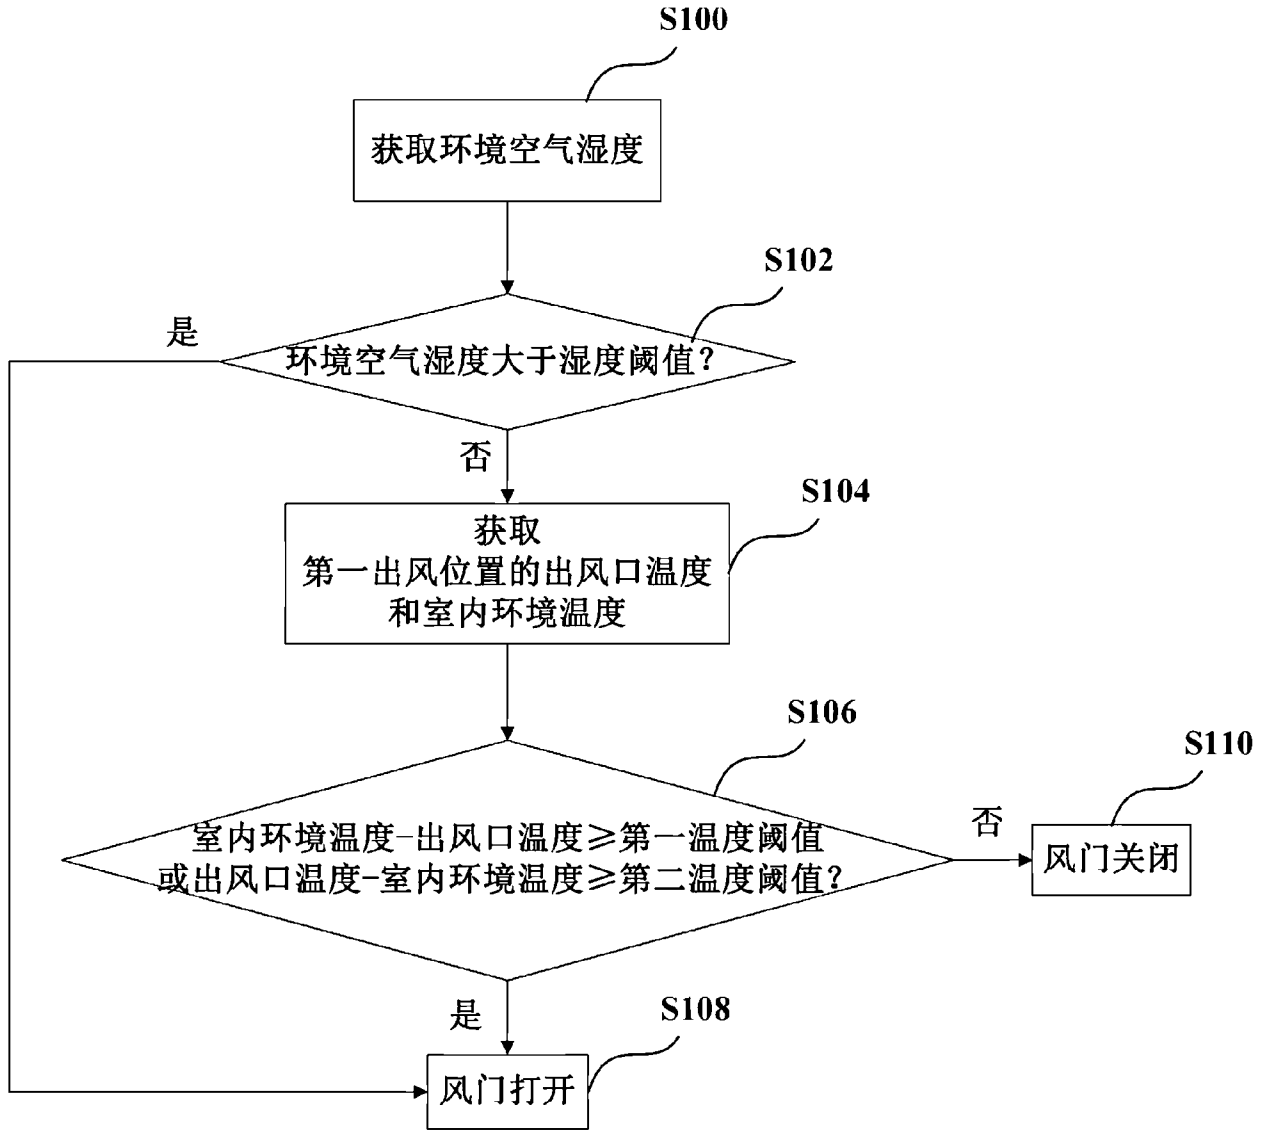 S100
获取环境空气湿度
S102
是
环境空气湿度大于湿度阈值？
否
S104
获取
第一出风位置的出风口温度
和室内环境温度
S106
S110
室内环境温度-出风口温度≥第一温度阈值
或出风口温度-室内环境温度≥第二温度阈值？
否
风门关闭
是
S108
风门打开